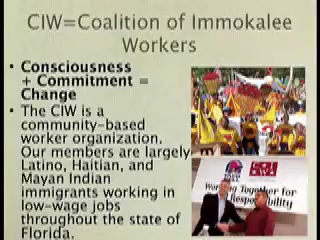 CIW=Coalition of Immokalee
Workers
• Consciousness
+ Commitment =
Change
• The CIW is a
community-based
worker organization.
Our members are largely
Latino, Haitian, and
Mayan Indian
immigrants working in
low-wage jobs
throughout the state of
Florida.
Working Together for
Responsibility